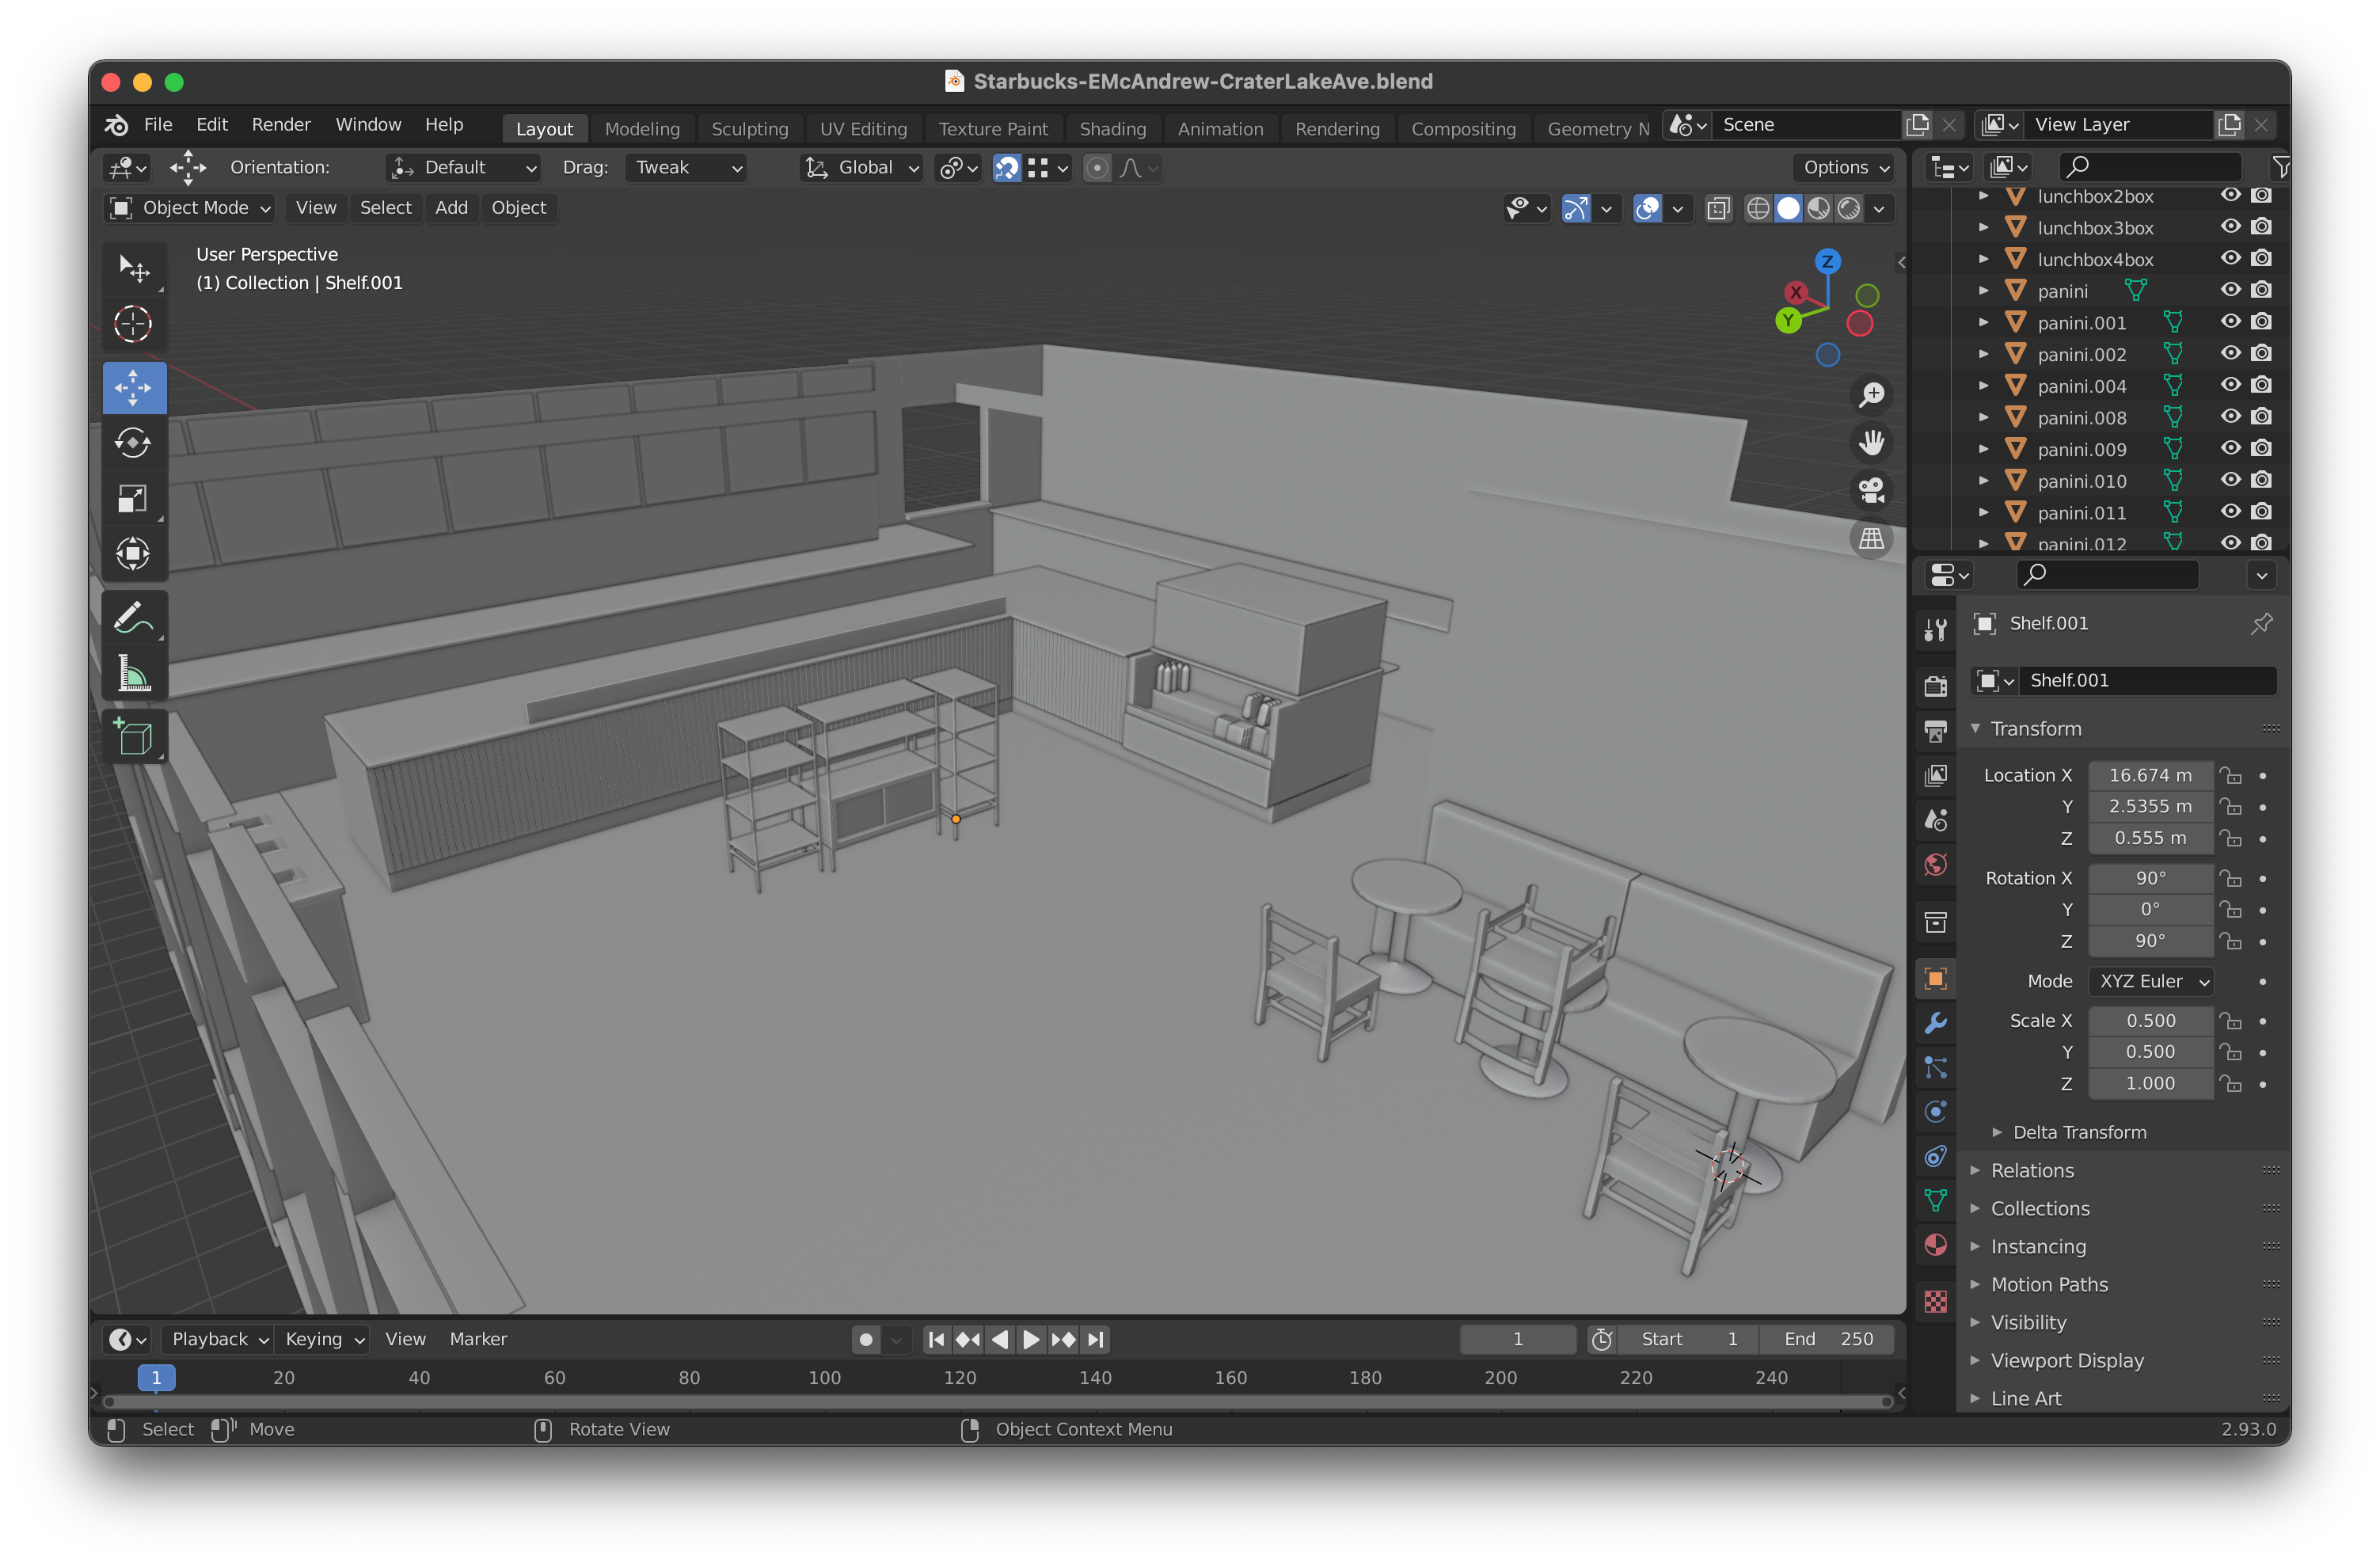 Starbucks-EMcAndrew-CraterLakeAve.blend
File Edit Render Window Help Layout Modeling Sculpting UV Editing Texture Paint Shading Animation Rendering Compositing Geometry N Scene View Layer
Orientation: Default Drag: Tweak Global Options
Object Mode View Select Add Object
User Perspective
(1) Collection | Shelf.001
Z
X
Y
lunchbox2box
lunchbox3box
lunchbox4box
panini
panini.001
panini.002
panini.004
panini.008
panini.009
panini.010
panini.011
panini.012
Shelf.001
Shelf.001
Transform
Location X 16.674 m
Y 2.5355 m
Z 0.555 m
Rotation X 90°
Y 0°
Z 90°
Mode XYZ Euler
Scale X 0.500
Y 0.500
Z 1.000
Delta Transform
Relations
Collections
Instancing
Motion Paths
Visibility
Viewport Display
Line Art
Playback Keying View Marker 1 Start 1 End 250
1 20 40 60 80 100 120 140 160 180 200 220 240
Select Move Rotate View Object Context Menu 2.93.0